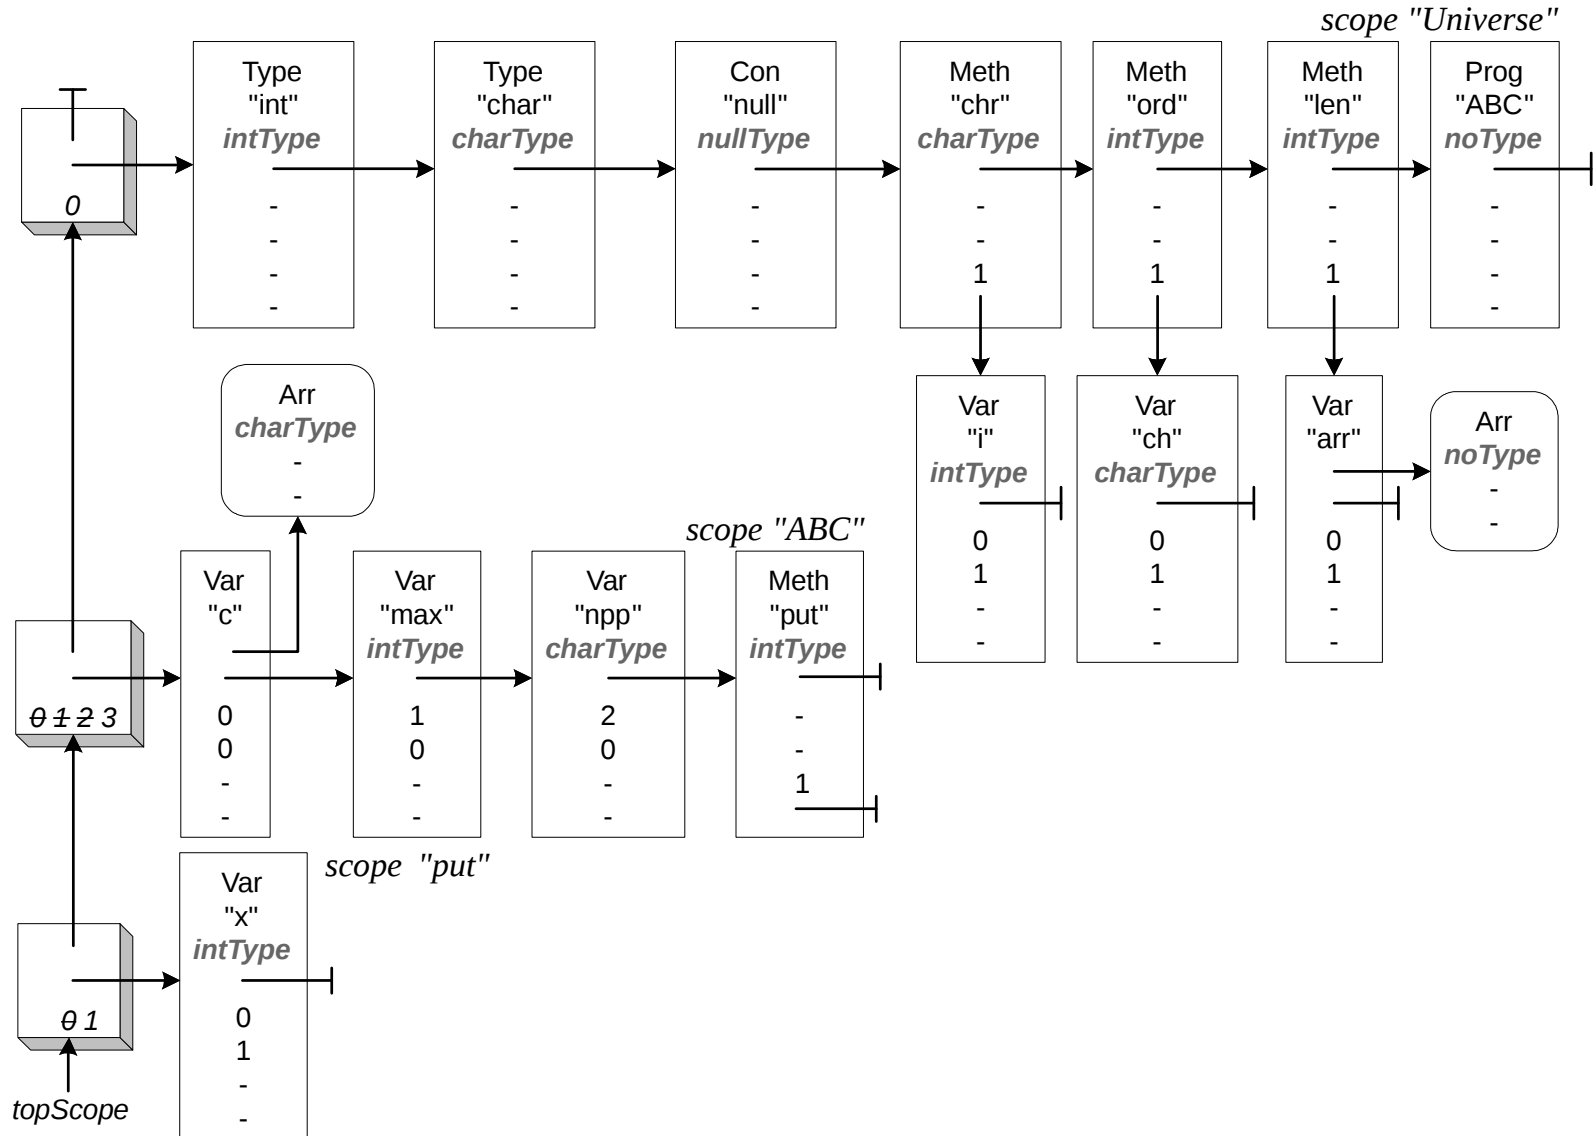 scope "Universe"
Type
"int"
intType
-
-
-
-
Type
"char"
charType
-
-
-
-
Con
"null"
nullType
-
-
-
-
Meth
"chr"
charType
-
-
1
Meth
"ord"
intType
-
-
1
Meth
"len"
intType
-
-
1
Prog
"ABC"
noType
-
-
-
-
0
Arr
charType
-
-
Var
"i"
intType
0
1
-
-
Var
"ch"
charType
0
1
-
-
Var
"arr"
0
1
-
-
Arr
noType
-
-
scope "ABC"
Var
"c"
0
0
-
-
Var
"max"
intType
1
0
-
-
Var
"npp"
charType
2
0
-
-
Meth
"put"
intType
-
-
1
0 1 2 3
scope "put"
Var
"x"
intType
0
1
-
-
0 1
topScope